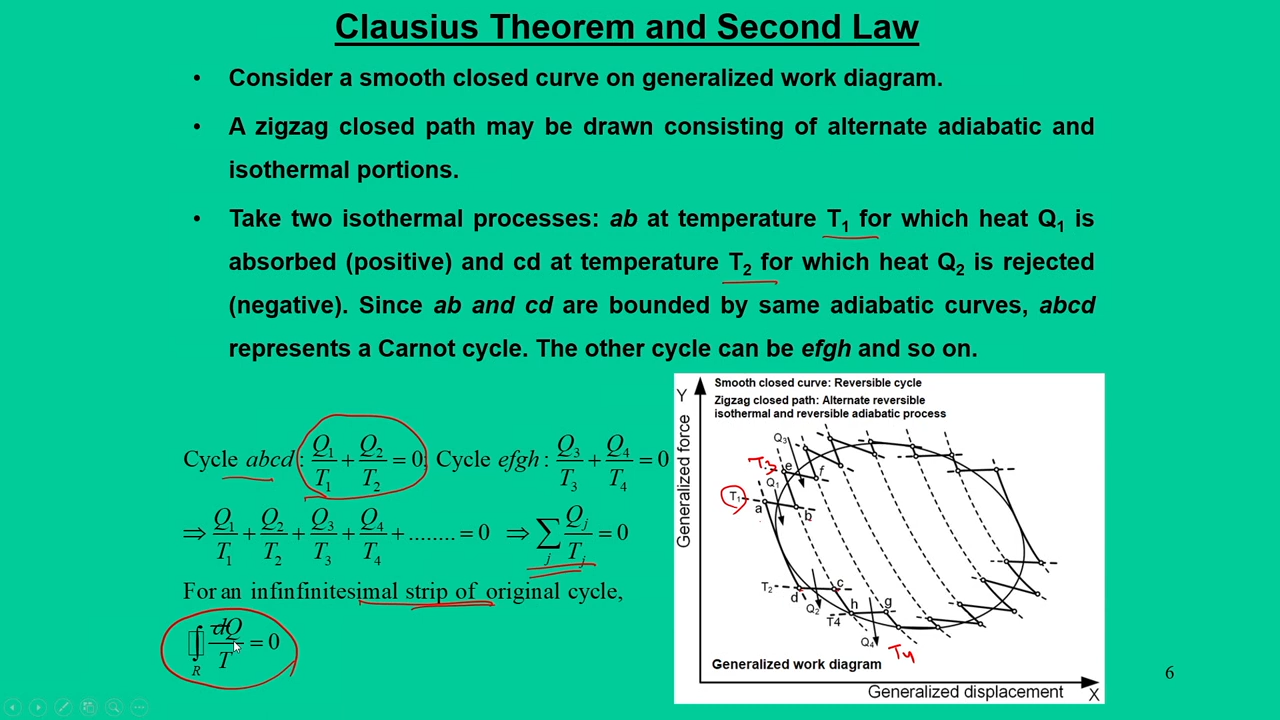 Clausius Theorem and Second Law
• Consider a smooth closed curve on generalized work diagram.
• A zigzag closed path may be drawn consisting of alternate adiabatic and
isothermal portions.
• Take two isothermal processes: ab at temperature T₁ for which heat Q₁ is
absorbed (positive) and cd at temperature T₂ for which heat Q₂ is rejected
(negative). Since ab and cd are bounded by same adiabatic curves, abcd
represents a Carnot cycle. The other cycle can be efgh and so on.
Cycle abcd : Q₁/T₁ + Q₂/T₂ = 0; Cycle efgh : Q₃/T₃ + Q₄/T₄ = 0
⇒ Q₁/T₁ + Q₂/T₂ + Q₃/T₃ + Q₄/T₄ + ........ = 0 ⇒ ∑j Qj/Tj = 0
For an infinfinitesimal strip of original cycle,
∮R đQ/T = 0
Y
Smooth closed curve: Reversible cycle
Zigzag closed path: Alternate reversible
isothermal and reversible adiabatic process
Generalized force
Q₃
T3
e
f
Q₁
T₁
a
b
T₂
c
d
Q₂
h
g
T4
Q₄
T4
Generalized work diagram
Generalized displacement
X
6